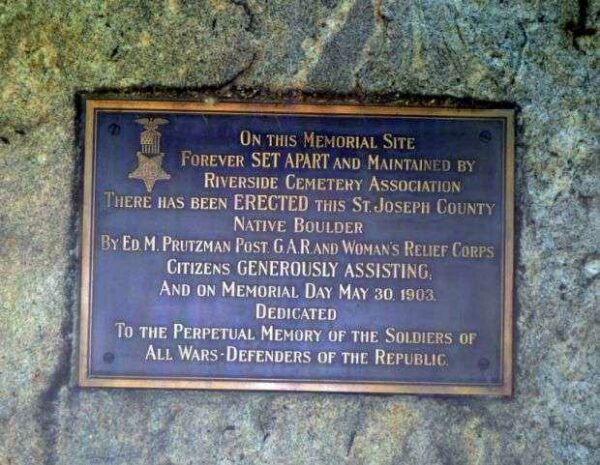 On this Memorial Site
Forever SET APART and Maintained by
Riverside Cemetery Association
There has been ERECTED this St. Joseph County
Native Boulder
By Ed. M. Prutzman Post. G.A.R. and Woman's Relief Corps
Citizens GENEROUSLY ASSISTING,
And on Memorial Day May 30, 1903.
Dedicated
To the Perpetual Memory of the Soldiers of
All Wars-Defenders of the Republic.